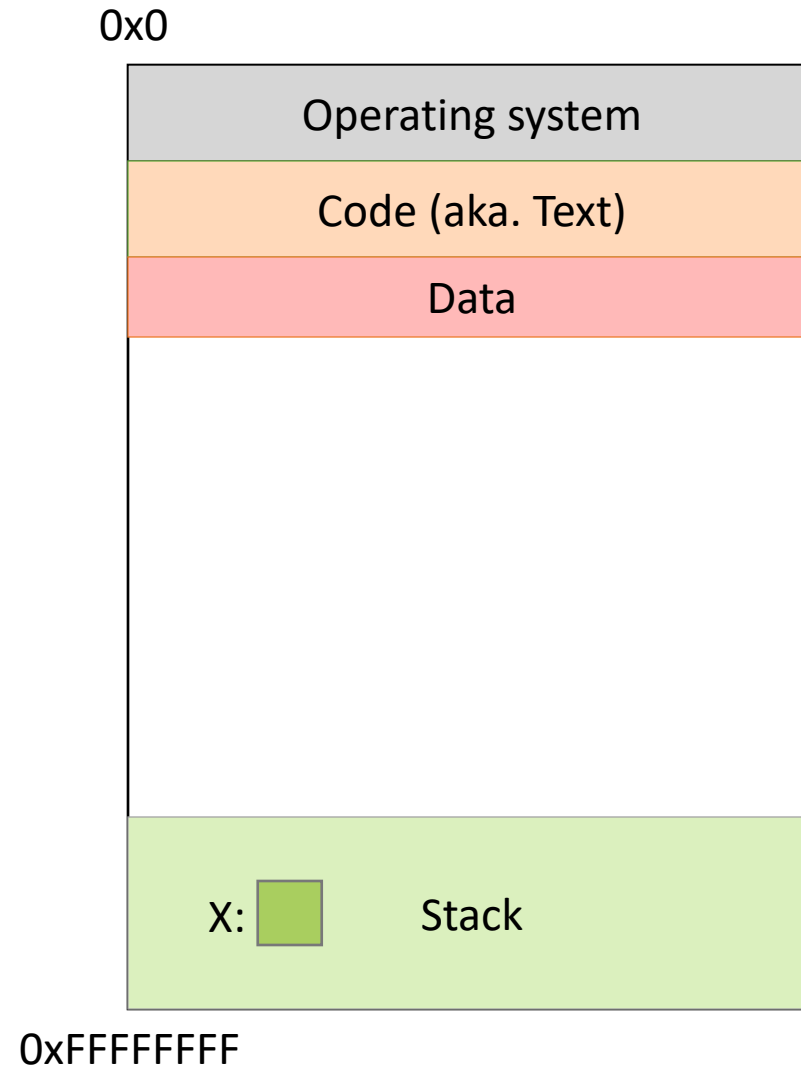 0x0
Operating system
Code (aka. Text)
Data
X: Stack
0xFFFFFFFF